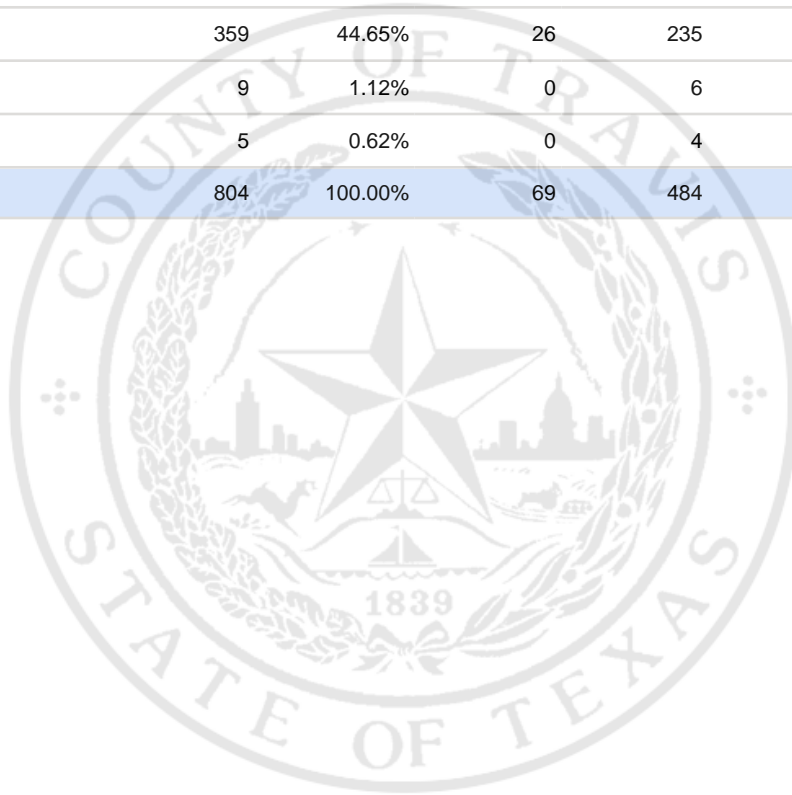 359 44.65% 26 235
9 1.12% 0 6
5 0.62% 0 4
804 100.00% 69 484
COUNTY OF TRAVIS
1839
STATE OF TEXAS